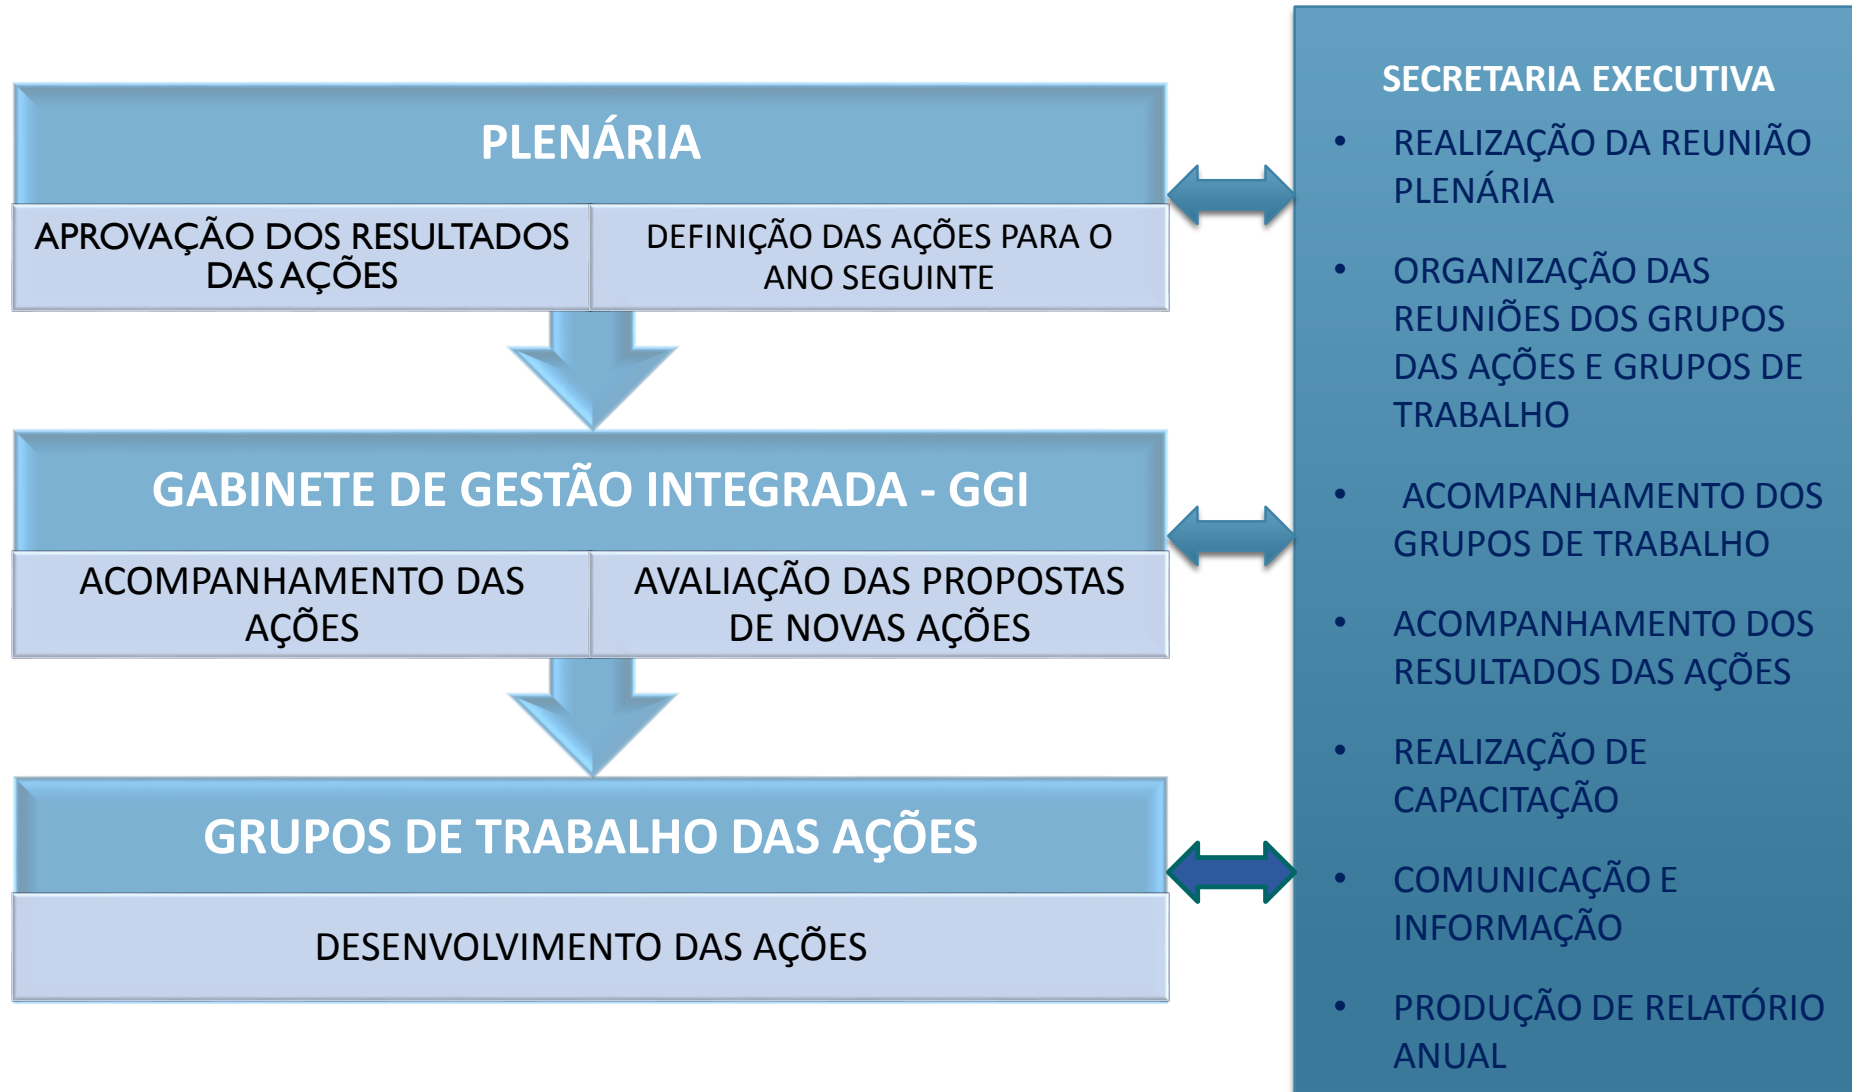 PLENÁRIA
APROVAÇÃO DOS RESULTADOS
DAS AÇÕES
DEFINIÇÃO DAS AÇÕES PARA O
ANO SEGUINTE
GABINETE DE GESTÃO INTEGRADA - GGI
ACOMPANHAMENTO DAS
AÇÕES
AVALIAÇÃO DAS PROPOSTAS
DE NOVAS AÇÕES
GRUPOS DE TRABALHO DAS AÇÕES
DESENVOLVIMENTO DAS AÇÕES
SECRETARIA EXECUTIVA
• REALIZAÇÃO DA REUNIÃO
PLENÁRIA
• ORGANIZAÇÃO DAS
REUNIÕES DOS GRUPOS
DAS AÇÕES E GRUPOS DE
TRABALHO
• ACOMPANHAMENTO DOS
GRUPOS DE TRABALHO
• ACOMPANHAMENTO DOS
RESULTADOS DAS AÇÕES
• REALIZAÇÃO DE
CAPACITAÇÃO
• COMUNICAÇÃO E
INFORMAÇÃO
• PRODUÇÃO DE RELATÓRIO
ANUAL